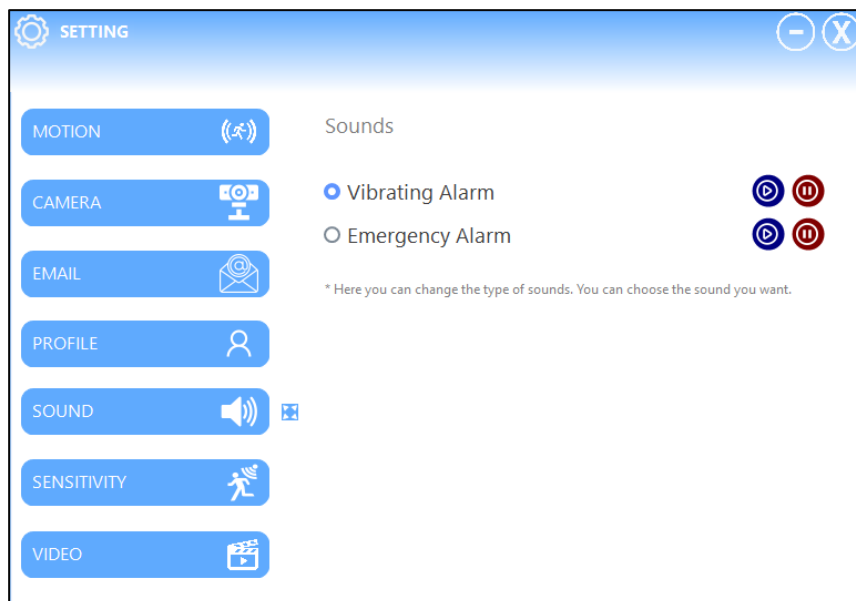 SETTING
MOTION
CAMERA
EMAIL
PROFILE
SOUND
SENSITIVITY
VIDEO
Sounds
Vibrating Alarm
Emergency Alarm
* Here you can change the type of sounds. You can choose the sound you want.